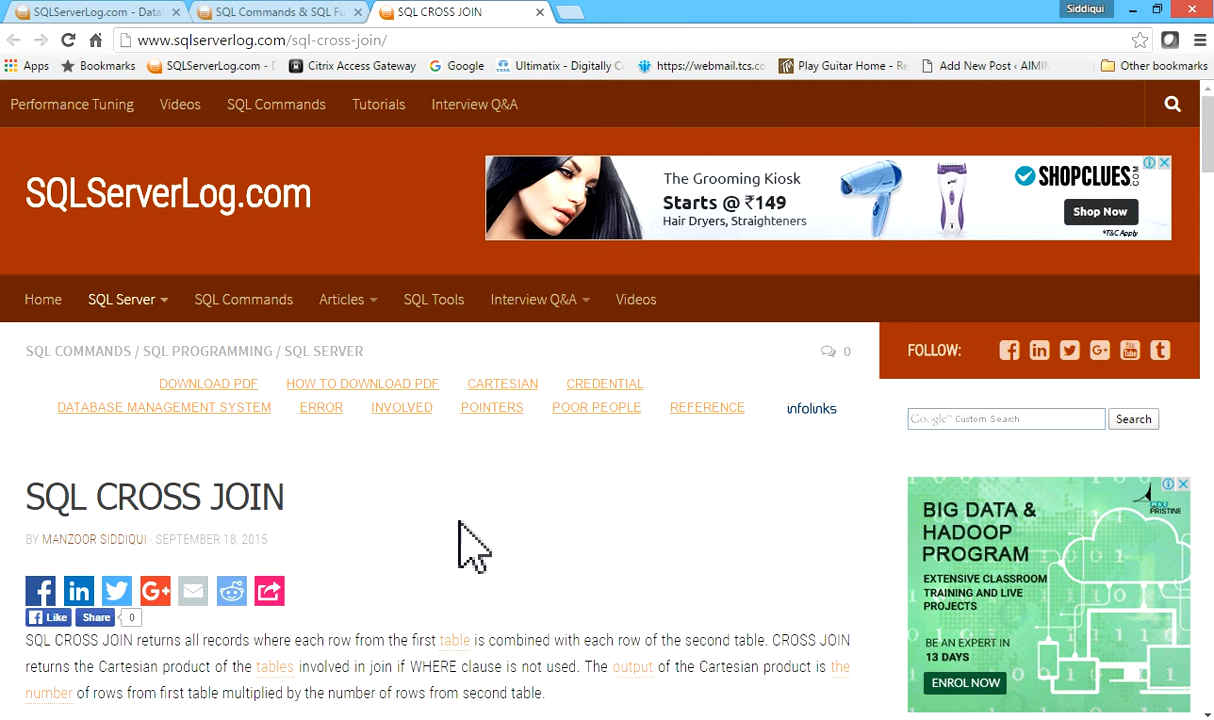 SQLServerLog.com - Data
SQL Commands & SQL Fu
SQL CROSS JOIN
Siddiqui
www.sqlserverlog.com/sql-cross-join/
Apps
Bookmarks
SQLServerLog.com - D
Citrix Access Gateway
Google
Ultimatix - Digitally Co
https://webmail.tcs.co
Play Guitar Home - Re
Add New Post ‹ AIMIN
Other bookmarks
Performance Tuning
Videos
SQL Commands
Tutorials
Interview Q&A
SQLServerLog.com
The Grooming Kiosk
Starts @ ₹149
Hair Dryers, Straighteners
SHOPCLUES.COM
Shop Now
*T&C Apply
Home
SQL Server
SQL Commands
Articles
SQL Tools
Interview Q&A
Videos
SQL COMMANDS / SQL PROGRAMMING / SQL SERVER
0
FOLLOW:
DOWNLOAD PDF HOW TO DOWNLOAD PDF CARTESIAN CREDENTIAL
DATABASE MANAGEMENT SYSTEM ERROR INVOLVED POINTERS POOR PEOPLE REFERENCE
infolinks
Google™ Custom Search
Search
SQL CROSS JOIN
BY MANZOOR SIDDIQUI · SEPTEMBER 18, 2015
Like
Share
0
SQL CROSS JOIN returns all records where each row from the first table is combined with each row of the second table. CROSS JOIN
returns the Cartesian product of the tables involved in join if WHERE clause is not used. The output of the Cartesian product is the
number of rows from first table multiplied by the number of rows from second table.
EDU
PRISTINE
BIG DATA &
HADOOP
PROGRAM
EXTENSIVE CLASSROOM
TRAINING AND LIVE
PROJECTS
BE AN EXPERT IN
13 DAYS
ENROL NOW